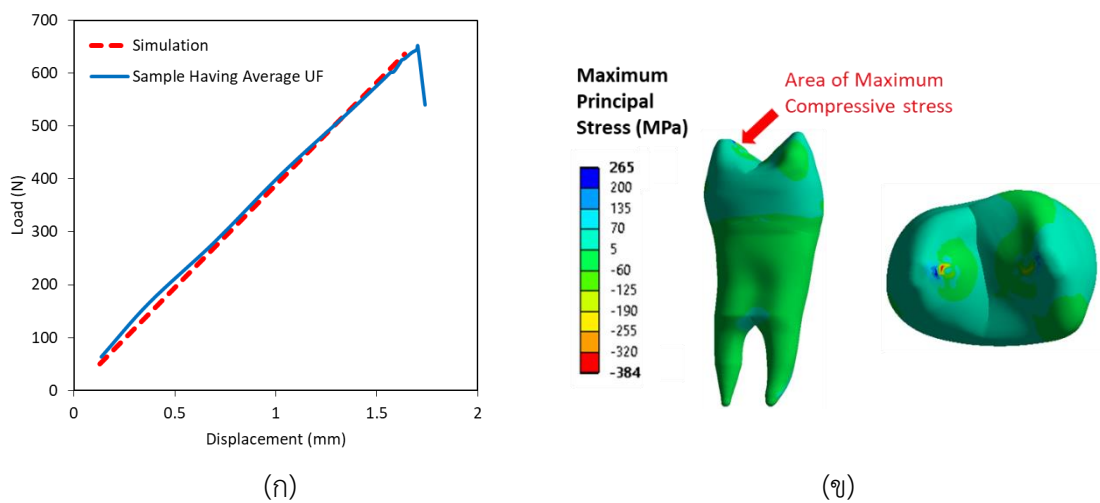 700
600
500
400
300
200
100
0
Load (N)
Simulation
Sample Having Average UF
0
0.5
1
1.5
2
Displacement (mm)
(ก)
Maximum
Principal
Stress (MPa)
265
200
135
70
5
-60
-125
-190
-255
-320
-384
Area of Maximum
Compressive stress
(ข)